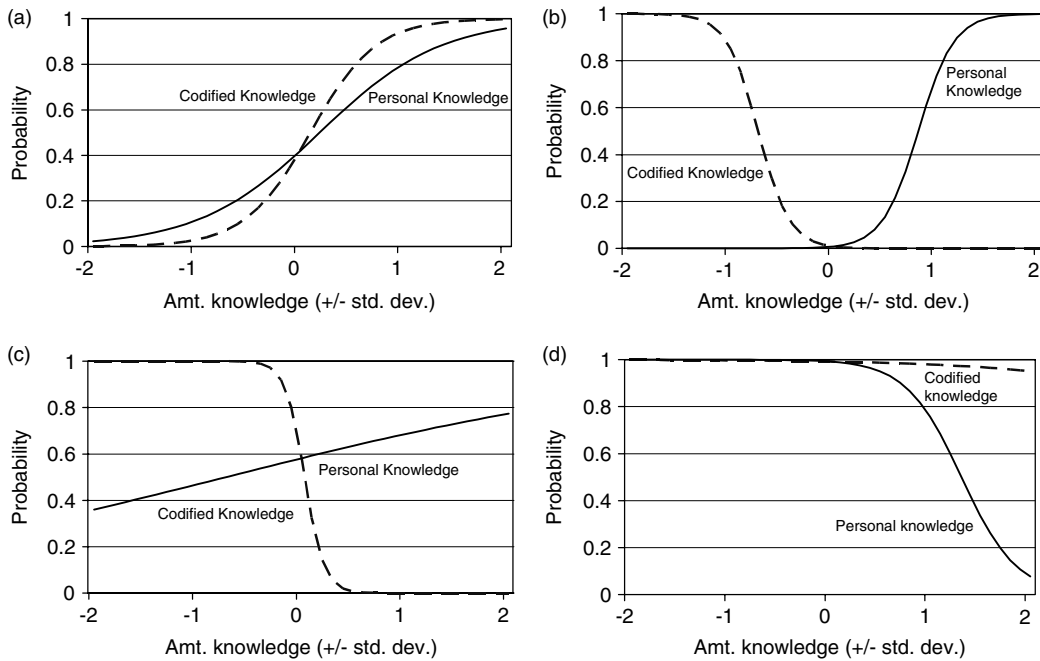 (a)
1
0.8
0.6
0.4
0.2
0
Probability
Codified Knowledge
Personal Knowledge
-2
-1
0
1
2
Amt. knowledge (+/- std. dev.)
(b)
1
0.8
0.6
0.4
0.2
0
Probability
Personal
Knowledge
Codified Knowledge
-2
-1
0
1
2
Amt. knowledge (+/- std. dev.)
(c)
1
0.8
0.6
0.4
0.2
0
Probability
Personal Knowledge
Codified Knowledge
-2
-1
0
1
2
Amt. knowledge (+/- std. dev.)
(d)
1
0.8
0.6
0.4
0.2
0
Probability
Codified
knowledge
Personal knowledge
-2
-1
0
1
2
Amt. knowledge (+/- std. dev.)